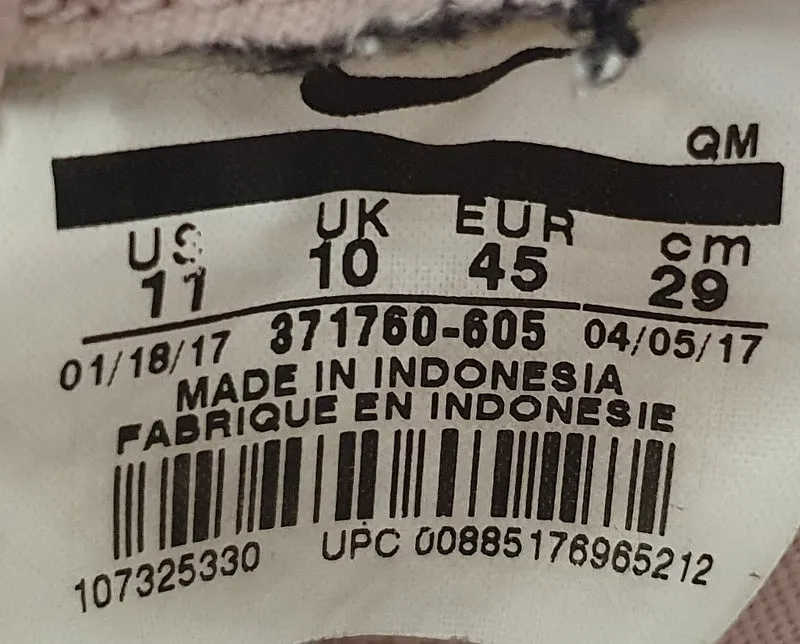 QM
US UK EUR cm
11 10 45 29
01/18/17 371760-605 04/05/17
MADE IN INDONESIA
FABRIQUE EN INDONESIE
107325330 UPC 00885176965212